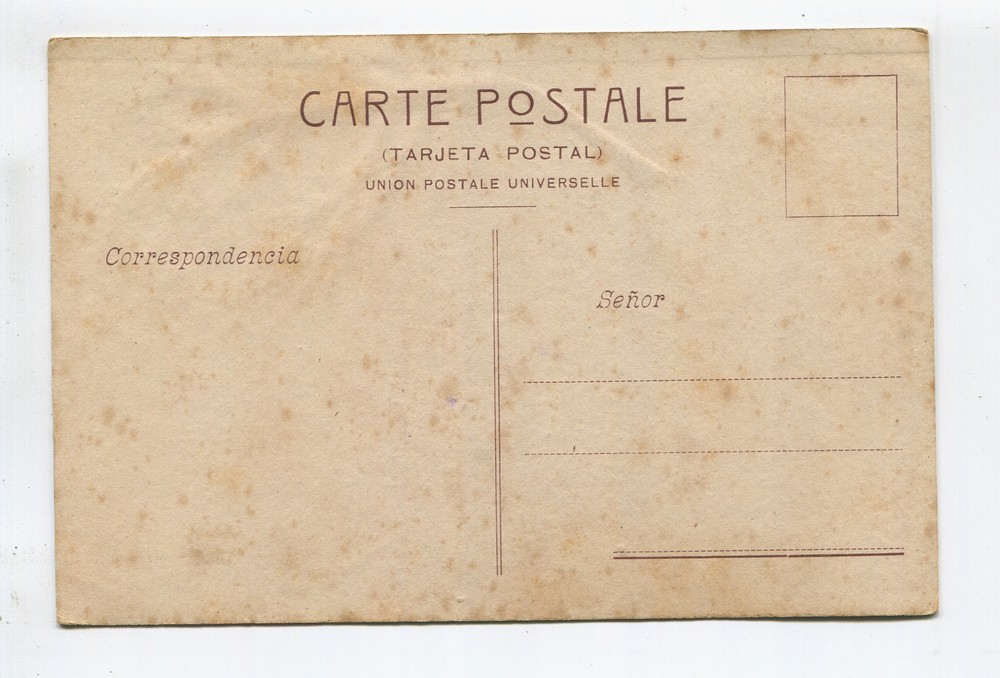 CARTE POSTALE
(TARJETA POSTAL)
UNION POSTALE UNIVERSELLE
Correspondencia
Señor